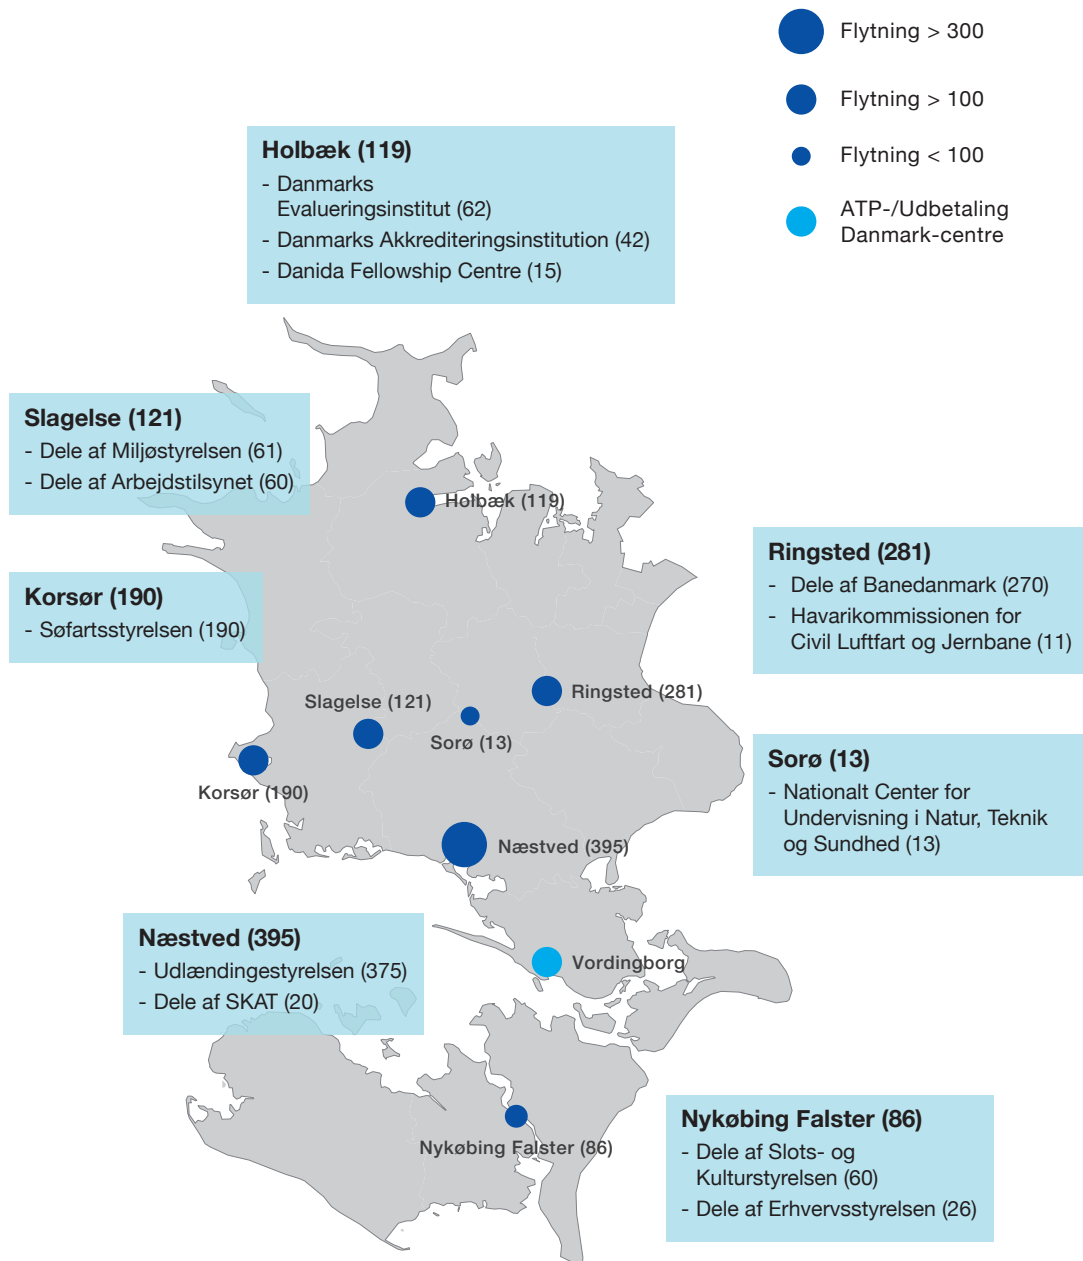 Flytning > 300
Flytning > 100
Flytning < 100
ATP-/Udbetaling
Danmark-centre
Holbæk (119)
- Danmarks
Evalueringsinstitut (62)
- Danmarks Akkrediteringsinstitution (42)
- Danida Fellowship Centre (15)
Slagelse (121)
- Dele af Miljøstyrelsen (61)
- Dele af Arbejdstilsynet (60)
Holbæk (119)
Ringsted (281)
- Dele af Banedanmark (270)
- Havarikommissionen for
Civil Luftfart og Jernbane (11)
Korsør (190)
- Søfartsstyrelsen (190)
Slagelse (121)
Ringsted (281)
Sorø (13)
Korsør (190)
Sorø (13)
- Nationalt Center for
Undervisning i Natur, Teknik
og Sundhed (13)
Næstved (395)
Næstved (395)
- Udlændingestyrelsen (375)
- Dele af SKAT (20)
Vordingborg
Nykøbing Falster (86)
Nykøbing Falster (86)
- Dele af Slots- og
Kulturstyrelsen (60)
- Dele af Erhvervsstyrelsen (26)